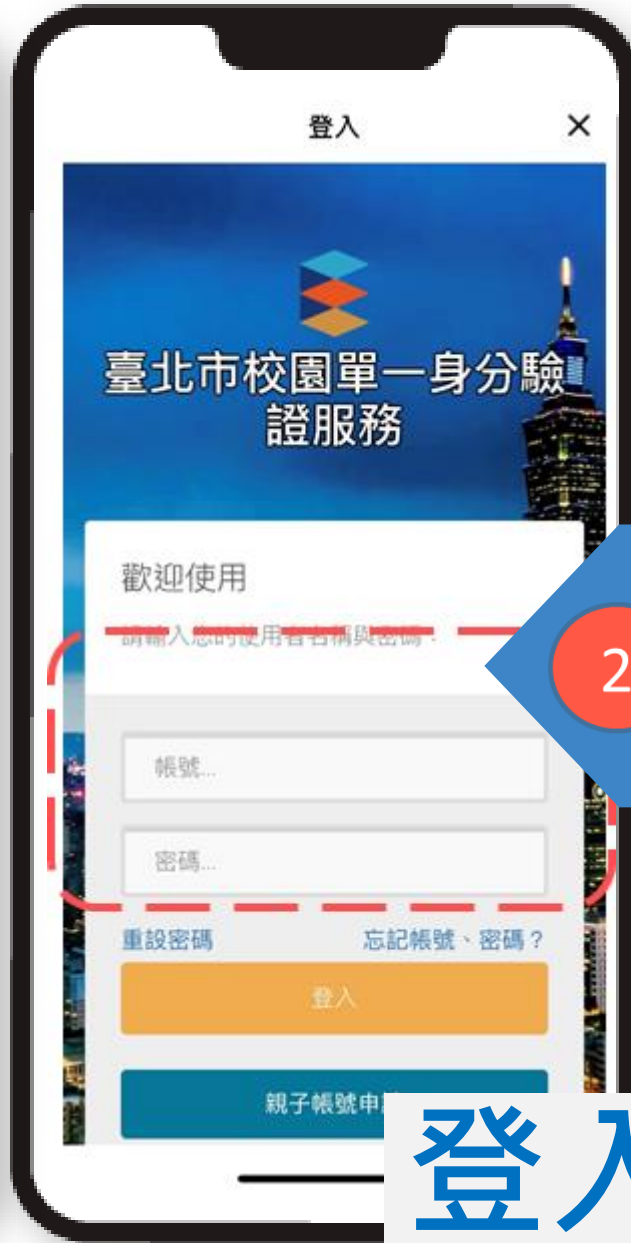 登入
臺北市校園單一身分驗
證服務
歡迎使用
請輸入您的使用者名稱與密碼：
2
帳號...
密碼...
重設密碼
忘記帳號、密碼？
登入
親子帳號申
登入